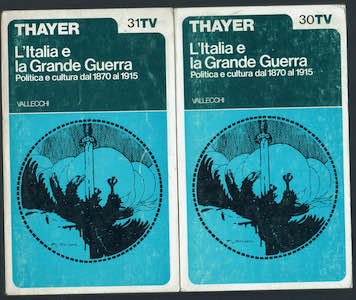 THAYER
31TV
L'Italia e
la Grande Guerra
Politica e cultura dal 1870 al 1915
VALLECCHI
THAYER
30TV
L'Italia e
la Grande Guerra
Politica e cultura dal 1870 al 1915
VALLECCHI